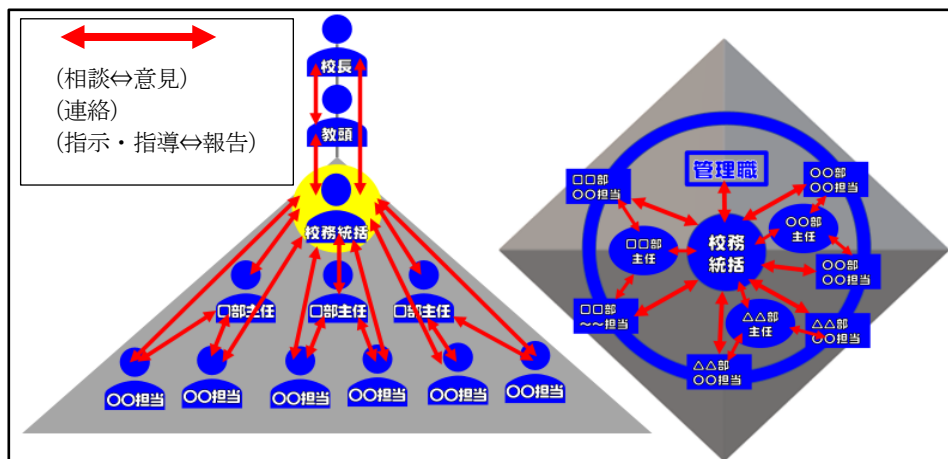 (相談⇔意見)
(連絡)
(指示・指導⇔報告)
校長
教頭
校務統括
□部主任
□部主任
□部主任
〇〇担当
〇〇担当
〇〇担当
〇〇担当
〇〇担当
〇〇担当
管理職
□□部
〇〇担当
〇〇部
〇〇担当
〇〇部
主任
校務
統括
□□部
主任
〇〇部
〇〇担当
□□部
～～担当
△△部
主任
△△部
〇〇担当
△△部
〇〇担当